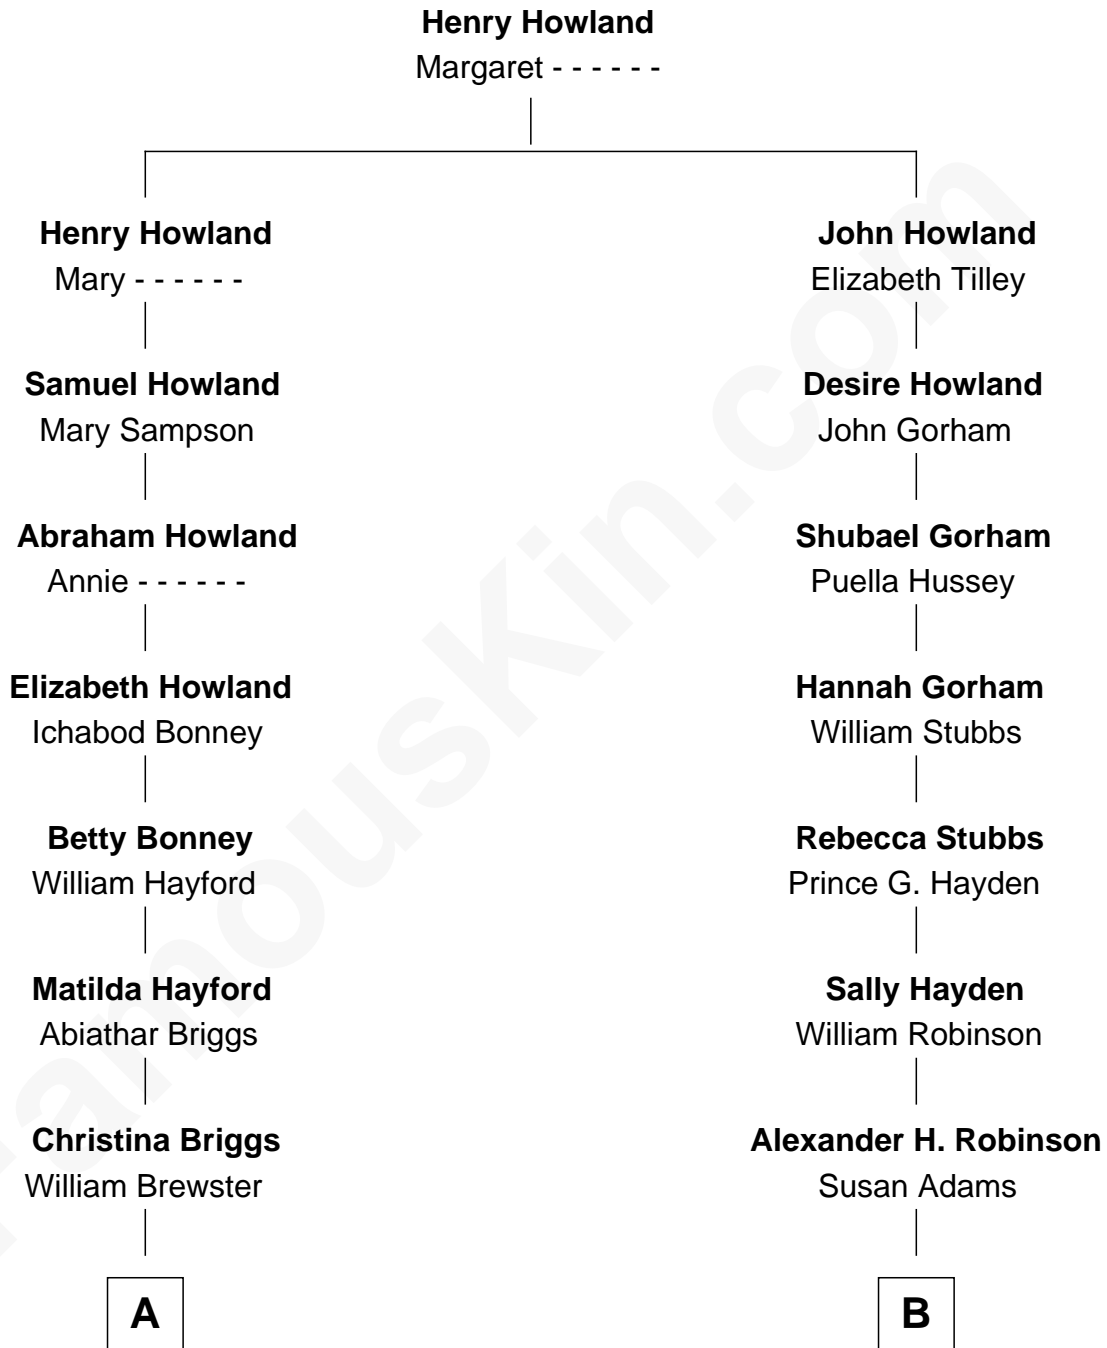 Henry Howland
Margaret - - - - - -
Henry Howland
Mary - - - - - -
John Howland
Elizabeth Tilley
Samuel Howland
Mary Sampson
Desire Howland
John Gorham
Abraham Howland
Annie - - - - - -
Shubael Gorham
Puella Hussey
Elizabeth Howland
Ichabod Bonney
Hannah Gorham
William Stubbs
Betty Bonney
William Hayford
Rebecca Stubbs
Prince G. Hayden
Matilda Hayford
Abiathar Briggs
Sally Hayden
William Robinson
Christina Briggs
William Brewster
Alexander H. Robinson
Susan Adams
A
B
FamousKin.com